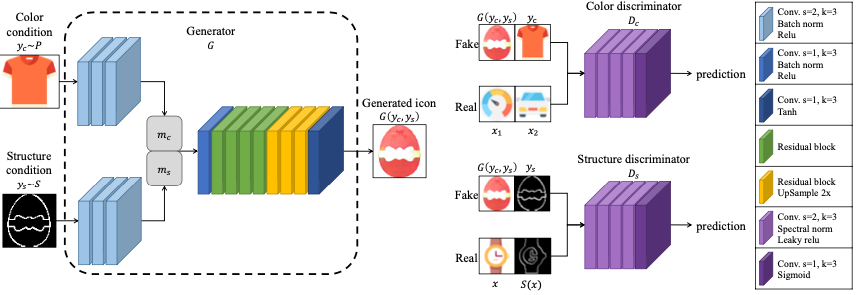 Color
condition
y_c~P
Structure
condition
y_s~S
Generator
G
m_c
m_s
Generated icon
G(y_c, y_s)
Color discriminator
D_c
G(y_c, y_s) y_c
Fake
Real
x_1 x_2
prediction
Structure discriminator
D_s
G(y_c, y_s) y_s
Fake
Real
x S(x)
prediction
Conv. s=2, k=3
Batch norm
Relu
Conv. s=1, k=3
Batch norm
Relu
Conv. s=1, k=3
Tanh
Residual block
Residual block
UpSample 2x
Conv. s=2, k=3
Spectral norm
Leaky relu
Conv. s=1, k=3
Sigmoid